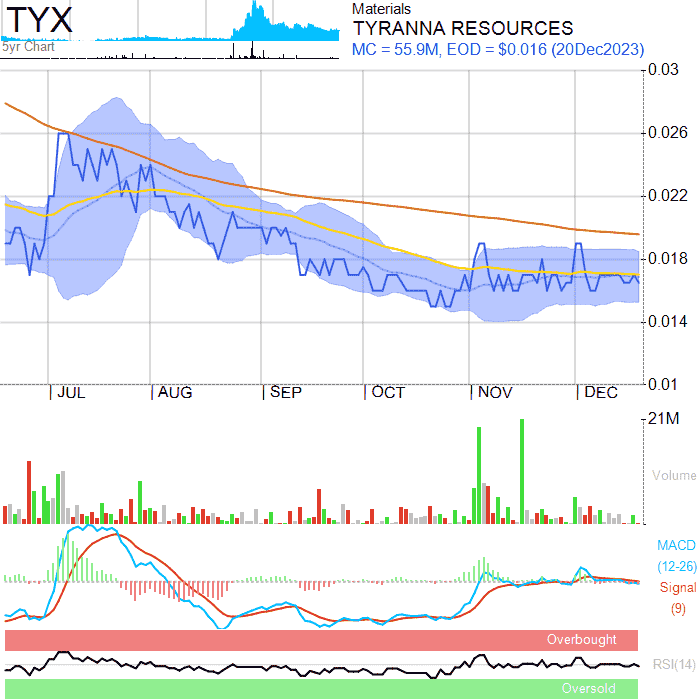 TYX
5yr Chart
Materials
TYRANNA RESOURCES
MC = 55.9M, EOD = $0.016 (20Dec2023)
0.03
0.026
0.022
0.018
0.014
0.01
JUL AUG SEP OCT NOV DEC
21M
Volume
MACD
(12-26)
Signal
(9)
Overbought
RSI(14)
Oversold